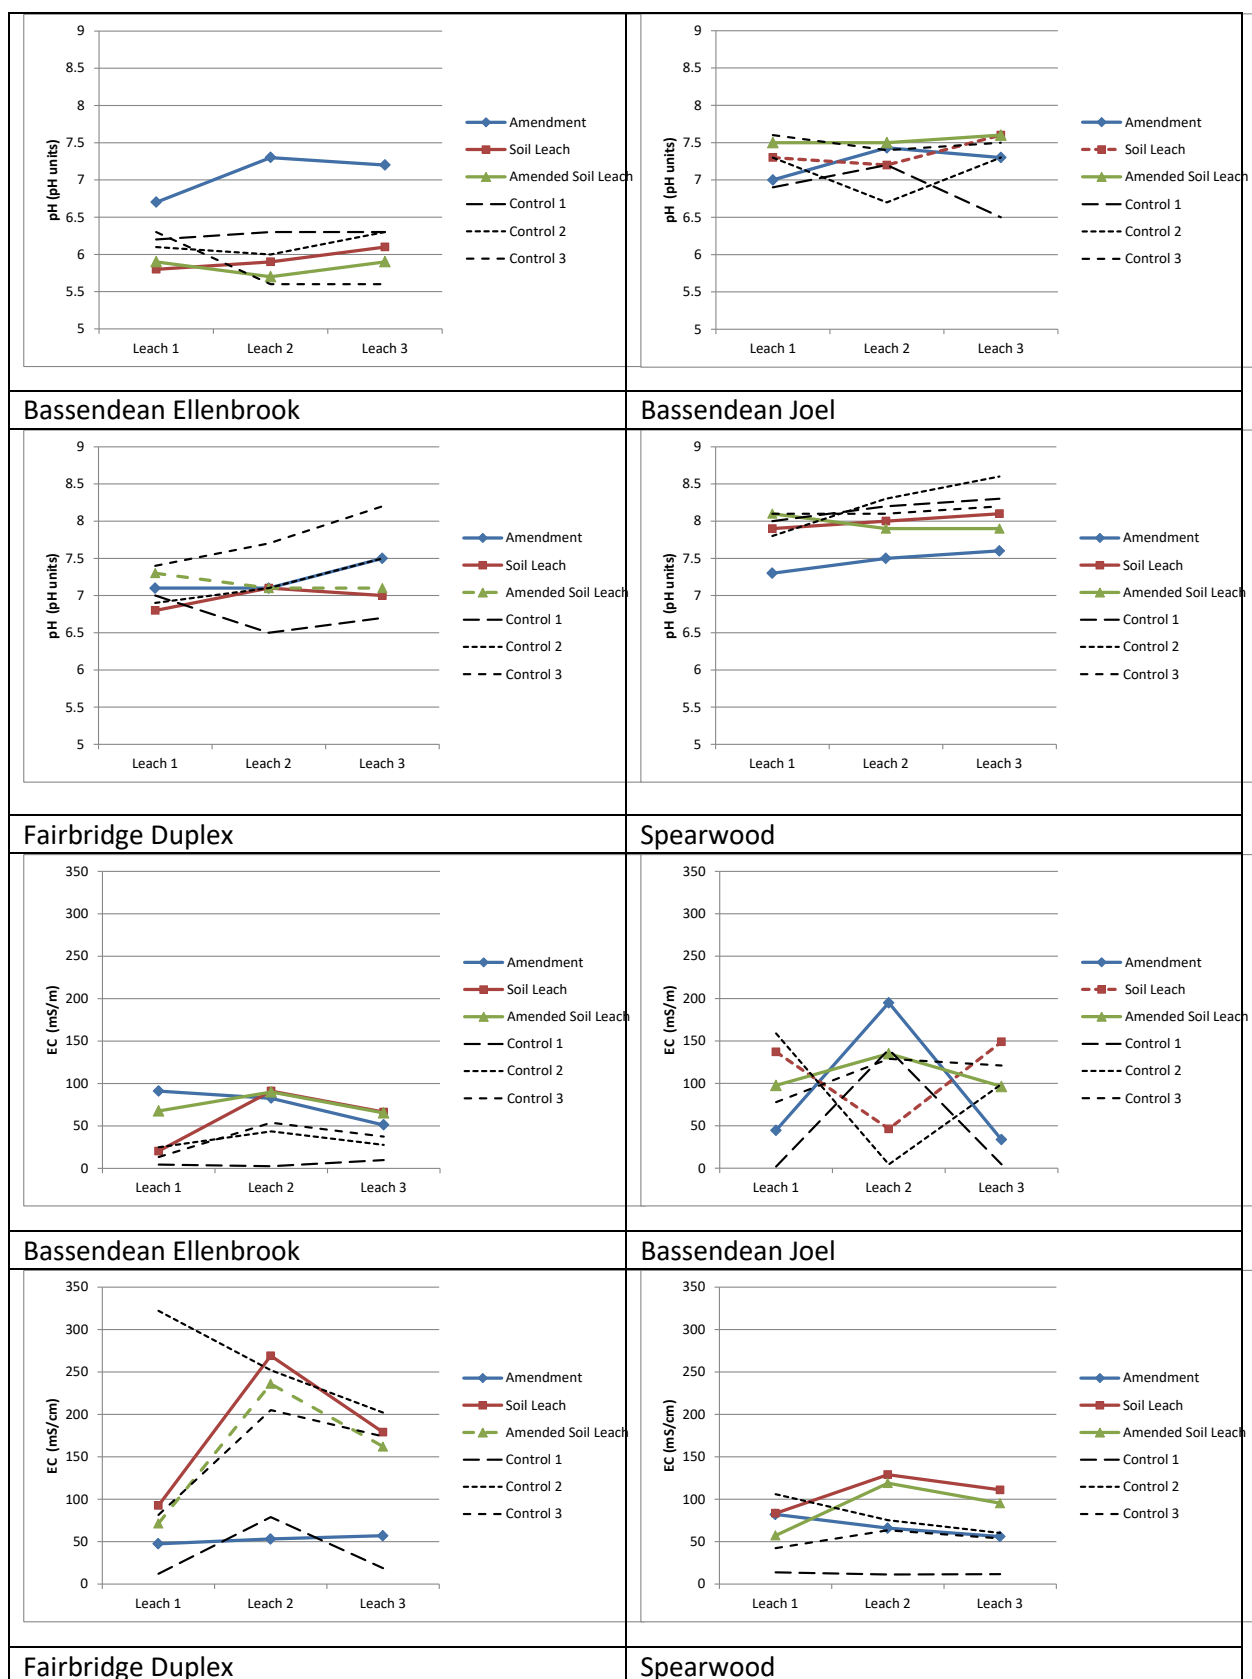 9
8.5
8
7.5
7
6.5
6
5.5
5
pH (pH units)
Leach 1 Leach 2 Leach 3
Amendment
Soil Leach
Amended Soil Leach
Control 1
Control 2
Control 3
9
8.5
8
7.5
7
6.5
6
5.5
5
pH (pH units)
Leach 1 Leach 2 Leach 3
Amendment
Soil Leach
Amended Soil Leach
Control 1
Control 2
Control 3
Bassendean Ellenbrook
Bassendean Joel
9
8.5
8
7.5
7
6.5
6
5.5
5
pH (pH units)
Leach 1 Leach 2 Leach 3
Amendment
Soil Leach
Amended Soil Leach
Control 1
Control 2
Control 3
9
8.5
8
7.5
7
6.5
6
5.5
5
pH (pH units)
Leach 1 Leach 2 Leach 3
Amendment
Soil Leach
Amended Soil Leach
Control 1
Control 2
Control 3
Fairbridge Duplex
Spearwood
350
300
250
200
150
100
50
0
EC (mS/m)
Leach 1 Leach 2 Leach 3
Amendment
Soil Leach
Amended Soil Leach
Control 1
Control 2
Control 3
350
300
250
200
150
100
50
0
EC (mS/m)
Leach 1 Leach 2 Leach 3
Amendment
Soil Leach
Amended Soil Leach
Control 1
Control 2
Control 3
Bassendean Ellenbrook
Bassendean Joel
350
300
250
200
150
100
50
0
EC (mS/cm)
Leach 1 Leach 2 Leach 3
Amendment
Soil Leach
Amended Soil Leach
Control 1
Control 2
Control 3
350
300
250
200
150
100
50
0
EC (mS/cm)
Leach 1 Leach 2 Leach 3
Amendment
Soil Leach
Amended Soil Leach
Control 1
Control 2
Control 3
Fairbridge Duplex
Spearwood